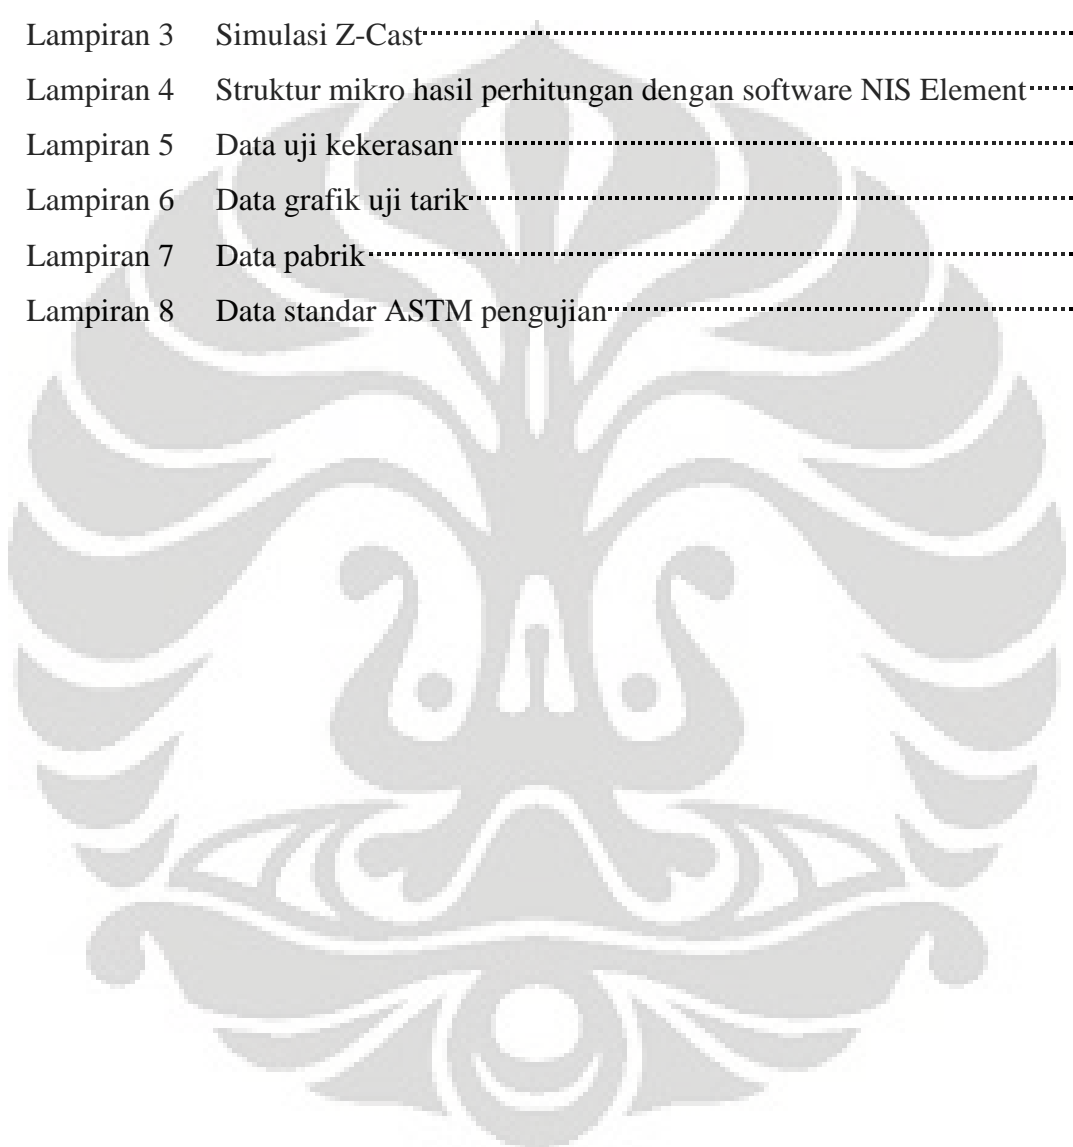 Lampiran 3 Simulasi Z-Cast
Lampiran 4 Struktur mikro hasil perhitungan dengan software NIS Element
Lampiran 5 Data uji kekerasan
Lampiran 6 Data grafik uji tarik
Lampiran 7 Data pabrik
Lampiran 8 Data standar ASTM pengujian